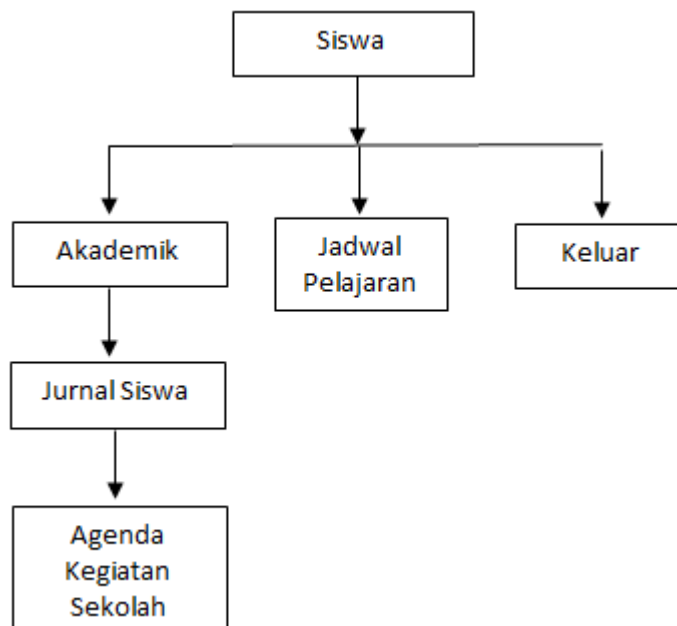 Siswa
Akademik
Jadwal
Pelajaran
Keluar
Jurnal Siswa
Agenda
Kegiatan
Sekolah